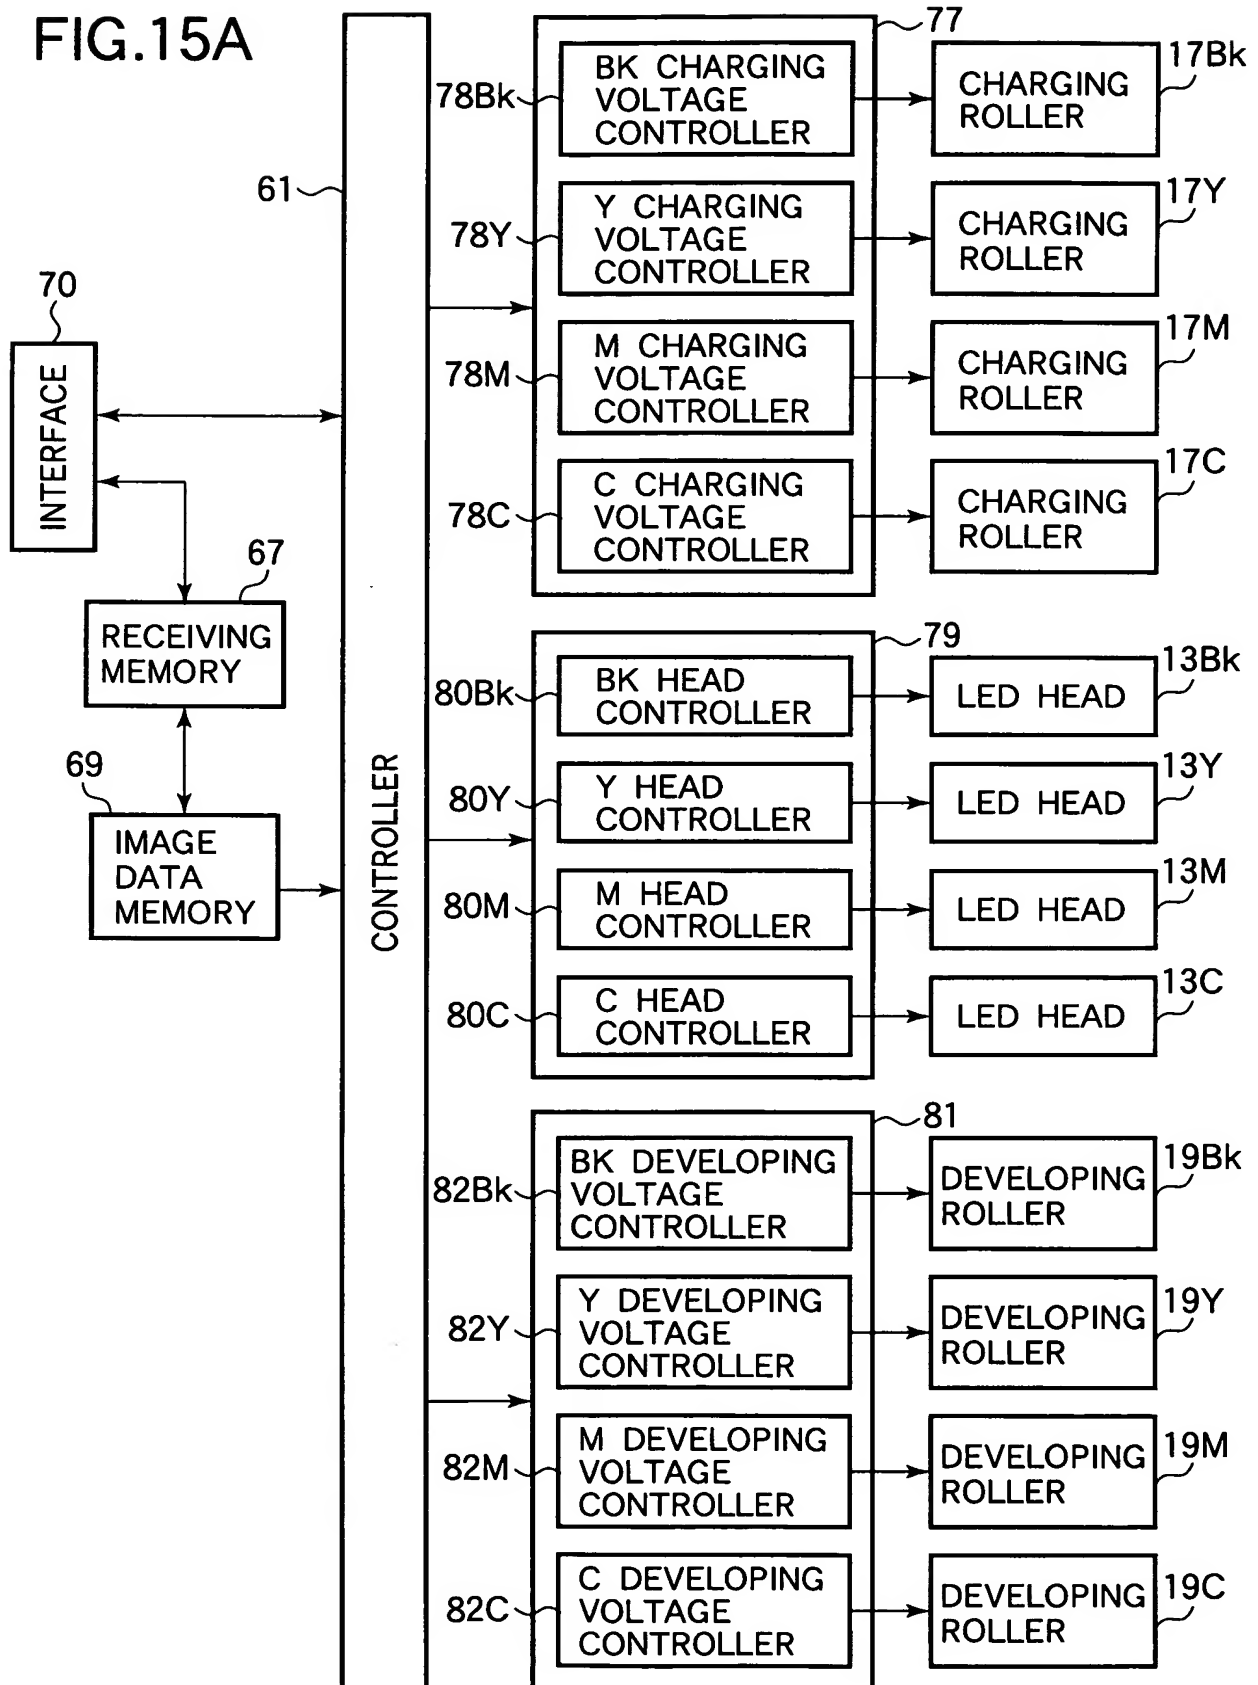 FIG.15A
77
BK CHARGING
VOLTAGE
CONTROLLER
78Bk
CHARGING
ROLLER
17Bk
61
Y CHARGING
VOLTAGE
CONTROLLER
78Y
CHARGING
ROLLER
17Y
70
INTERFACE
M CHARGING
VOLTAGE
CONTROLLER
78M
CHARGING
ROLLER
17M
C CHARGING
VOLTAGE
CONTROLLER
78C
CHARGING
ROLLER
17C
67
RECEIVING
MEMORY
69
IMAGE
DATA
MEMORY
CONTROLLER
79
BK HEAD
CONTROLLER
80Bk
LED HEAD
13Bk
Y HEAD
CONTROLLER
80Y
LED HEAD
13Y
M HEAD
CONTROLLER
80M
LED HEAD
13M
C HEAD
CONTROLLER
80C
LED HEAD
13C
81
BK DEVELOPING
VOLTAGE
CONTROLLER
82Bk
DEVELOPING
ROLLER
19Bk
Y DEVELOPING
VOLTAGE
CONTROLLER
82Y
DEVELOPING
ROLLER
19Y
M DEVELOPING
VOLTAGE
CONTROLLER
82M
DEVELOPING
ROLLER
19M
C DEVELOPING
VOLTAGE
CONTROLLER
82C
DEVELOPING
ROLLER
19C